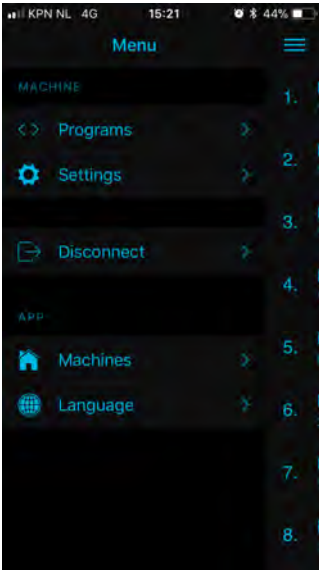 KPN NL 4G 15:21 44%
Menu
MACHINE
Programs
Settings
Disconnect
APP
Machines
Language
1.
2.
3.
4.
5.
6.
7.
8.